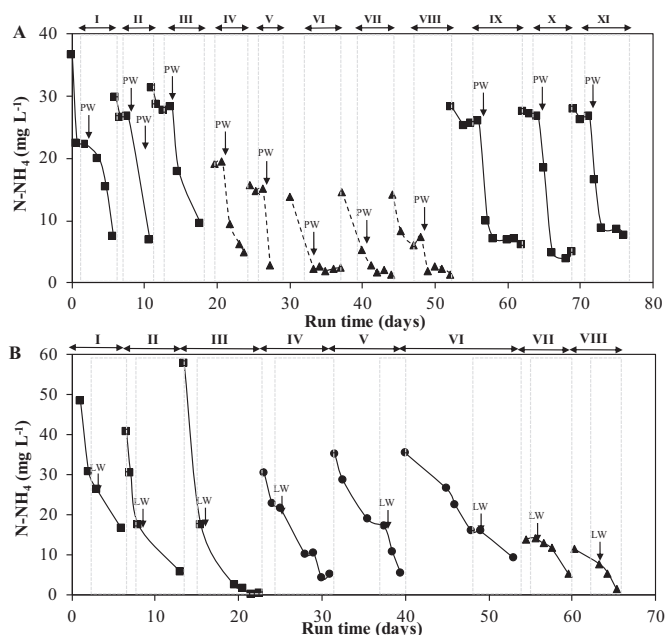 I II III IV V VI VII VIII IX X XI
A
40
30
20
10
0
N-NH₄ (mg L⁻¹)
PW PW PW PW PW PW PW PW PW PW PW PW
0 10 20 30 40 50 60 70 80
Run time (days)
I II III IV V VI VII VIII
B
60
50
40
30
20
10
0
N-NH₄ (mg L⁻¹)
LW LW LW LW LW LW LW LW
0 10 20 30 40 50 60 70
Run time (days)